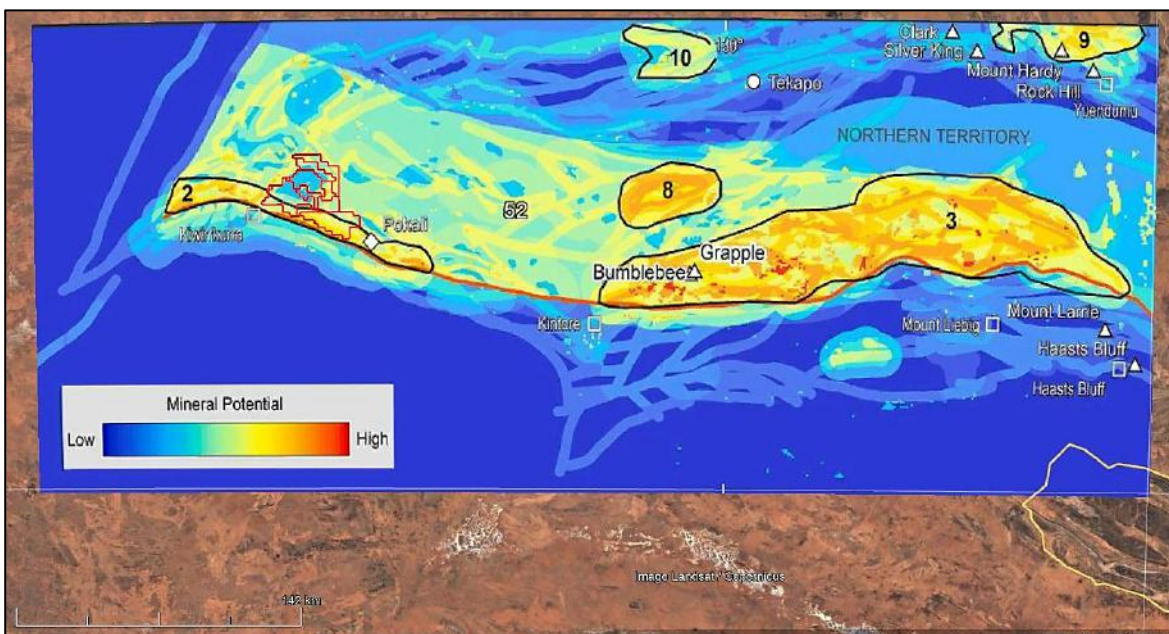 Clark
Silver King
9
10
130°
Tekapo
Mount Hardy
Rock Hill
Yuendumu
NORTHERN TERRITORY
2
8
52
3
Kiwirrkurra
Pokali
Grapple
Bumblebee
Kintore
Mount Liebig
Mount Larrie
Haasts Bluff
Haasts Bluff
Mineral Potential
Low
High
Image Landsat / Copernicus
142 km